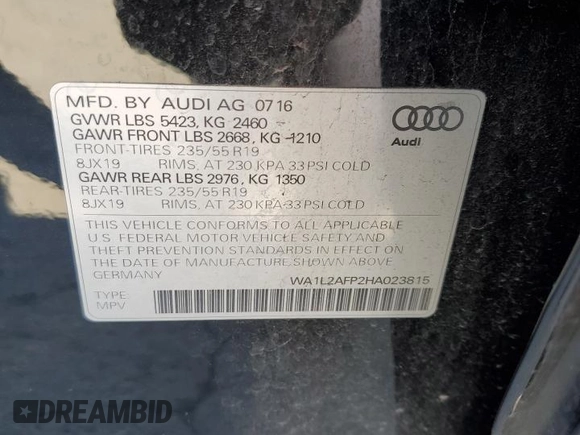 MFD. BY AUDI AG 07 16
GVWR LBS 5423, KG 2460
GAWR FRONT LBS 2668, KG 1210
FRONT-TIRES 235/55 R19
8JX19 RIMS, AT 230 KPA 33 PSI COLD
GAWR REAR LBS 2976, KG 1350
REAR-TIRES 235/55 R19
8JX19 RIMS, AT 230 KPA 33 PSI COLD
Audi
THIS VEHICLE CONFORMS TO ALL APPLICABLE
U.S. FEDERAL MOTOR VEHICLE SAFETY AND
THEFT PREVENTION STANDARDS IN EFFECT ON
THE DATE OF MANUFACTURE SHOWN ABOVE
GERMANY
WA1L2AFP2HA023815
TYPE
MPV
DREAMBID